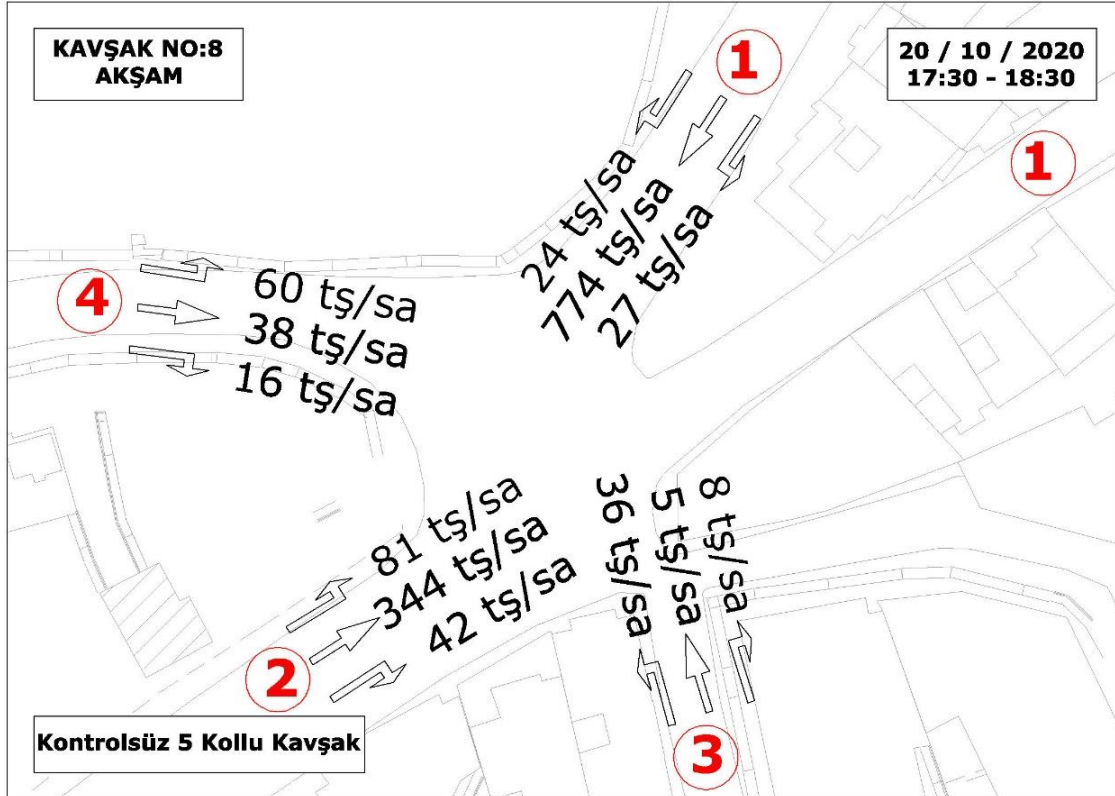 KAVŞAK NO:8
AKŞAM
20 / 10 / 2020
17:30 - 18:30
1
1
24 tş/sa
774 tş/sa
27 tş/sa
4
60 tş/sa
38 tş/sa
16 tş/sa
81 tş/sa
344 tş/sa
42 tş/sa
2
36 tş/sa
5 tş/sa
8 tş/sa
3
Kontrolsüz 5 Kollu Kavşak